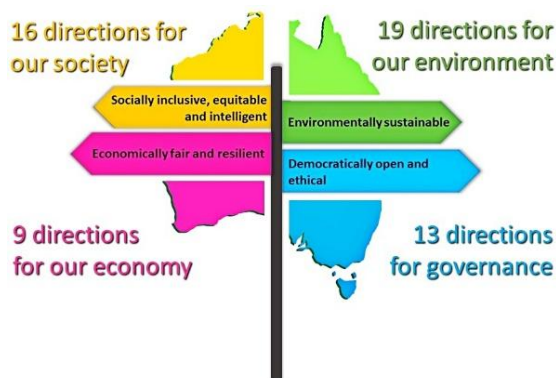 16 directions for
our society
19 directions for
our environment
Socially inclusive, equitable
and intelligent
Environmentally sustainable
Economically fair and resilient
Democratically open and
ethical
9 directions
for our economy
13 directions
for governance